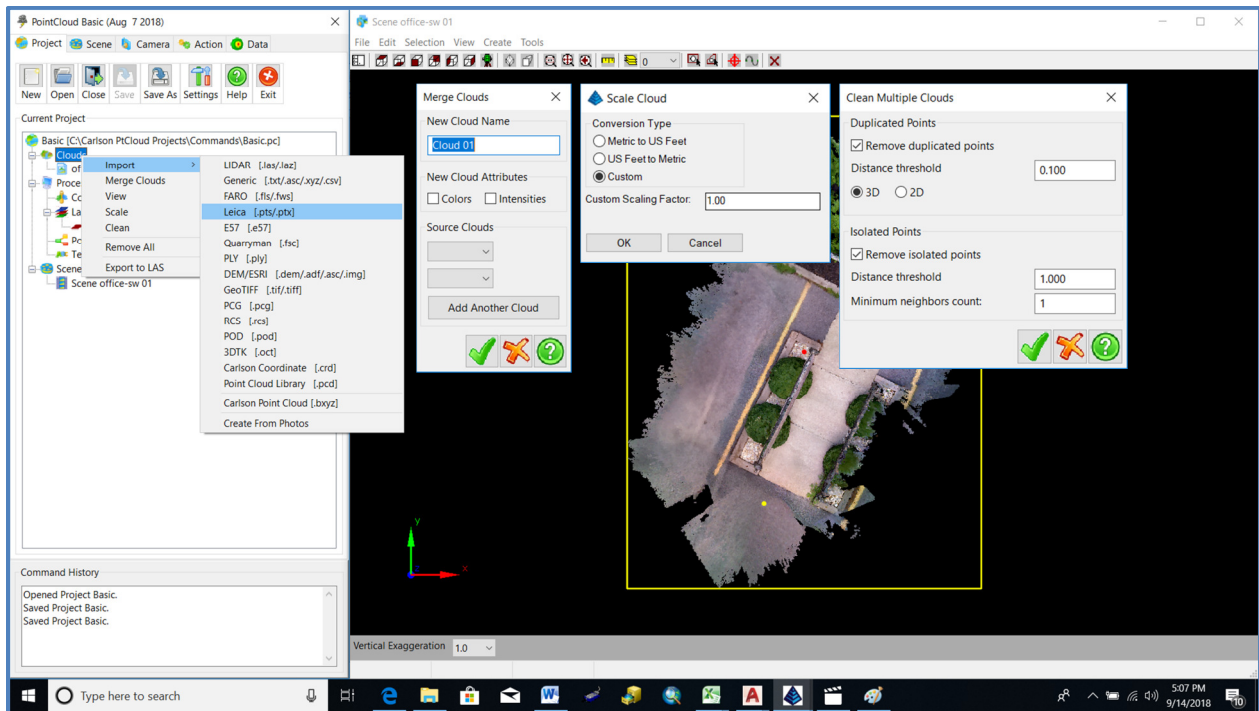 PointCloud Basic (Aug 7 2018)
Project Scene Camera Action Data
New Open Close Save Save As Settings Help Exit
Current Project
Basic [C:\Carlson PtCloud Projects\Commands\Basic.pc]
Clouds
of
Proce
Co
La
Po
Te
Scene
Scene office-sw 01
Import
Merge Clouds
View
Scale
Clean
Remove All
Export to LAS
LIDAR [.las/.laz]
Generic [.txt/.asc/.xyz/.csv]
FARO [.fls/.fws]
Leica [.pts/.ptx]
E57 [.e57]
Quarryman [.fsc]
PLY [.ply]
DEM/ESRI [.dem/.adf/.asc/.img]
GeoTIFF [.tif/.tiff]
PCG [.pcg]
RCS [.rcs]
POD [.pod]
3DTK [.oct]
Carlson Coordinate [.crd]
Point Cloud Library [.pcd]
Carlson Point Cloud [.bxyz]
Create From Photos
Command History
Opened Project Basic.
Saved Project Basic.
Saved Project Basic.
Scene office-sw 01
File Edit Selection View Create Tools
0
Merge Clouds
New Cloud Name
Cloud 01
New Cloud Attributes
Colors Intensities
Source Clouds
Add Another Cloud
Scale Cloud
Conversion Type
Metric to US Feet
US Feet to Metric
Custom
Custom Scaling Factor: 1.00
OK Cancel
Clean Multiple Clouds
Duplicated Points
Remove duplicated points
Distance threshold 0.100
3D 2D
Isolated Points
Remove isolated points
Distance threshold 1.000
Minimum neighbors count: 1
y
z x
Vertical Exaggeration 1.0
Type here to search
5:07 PM
9/14/2018
10